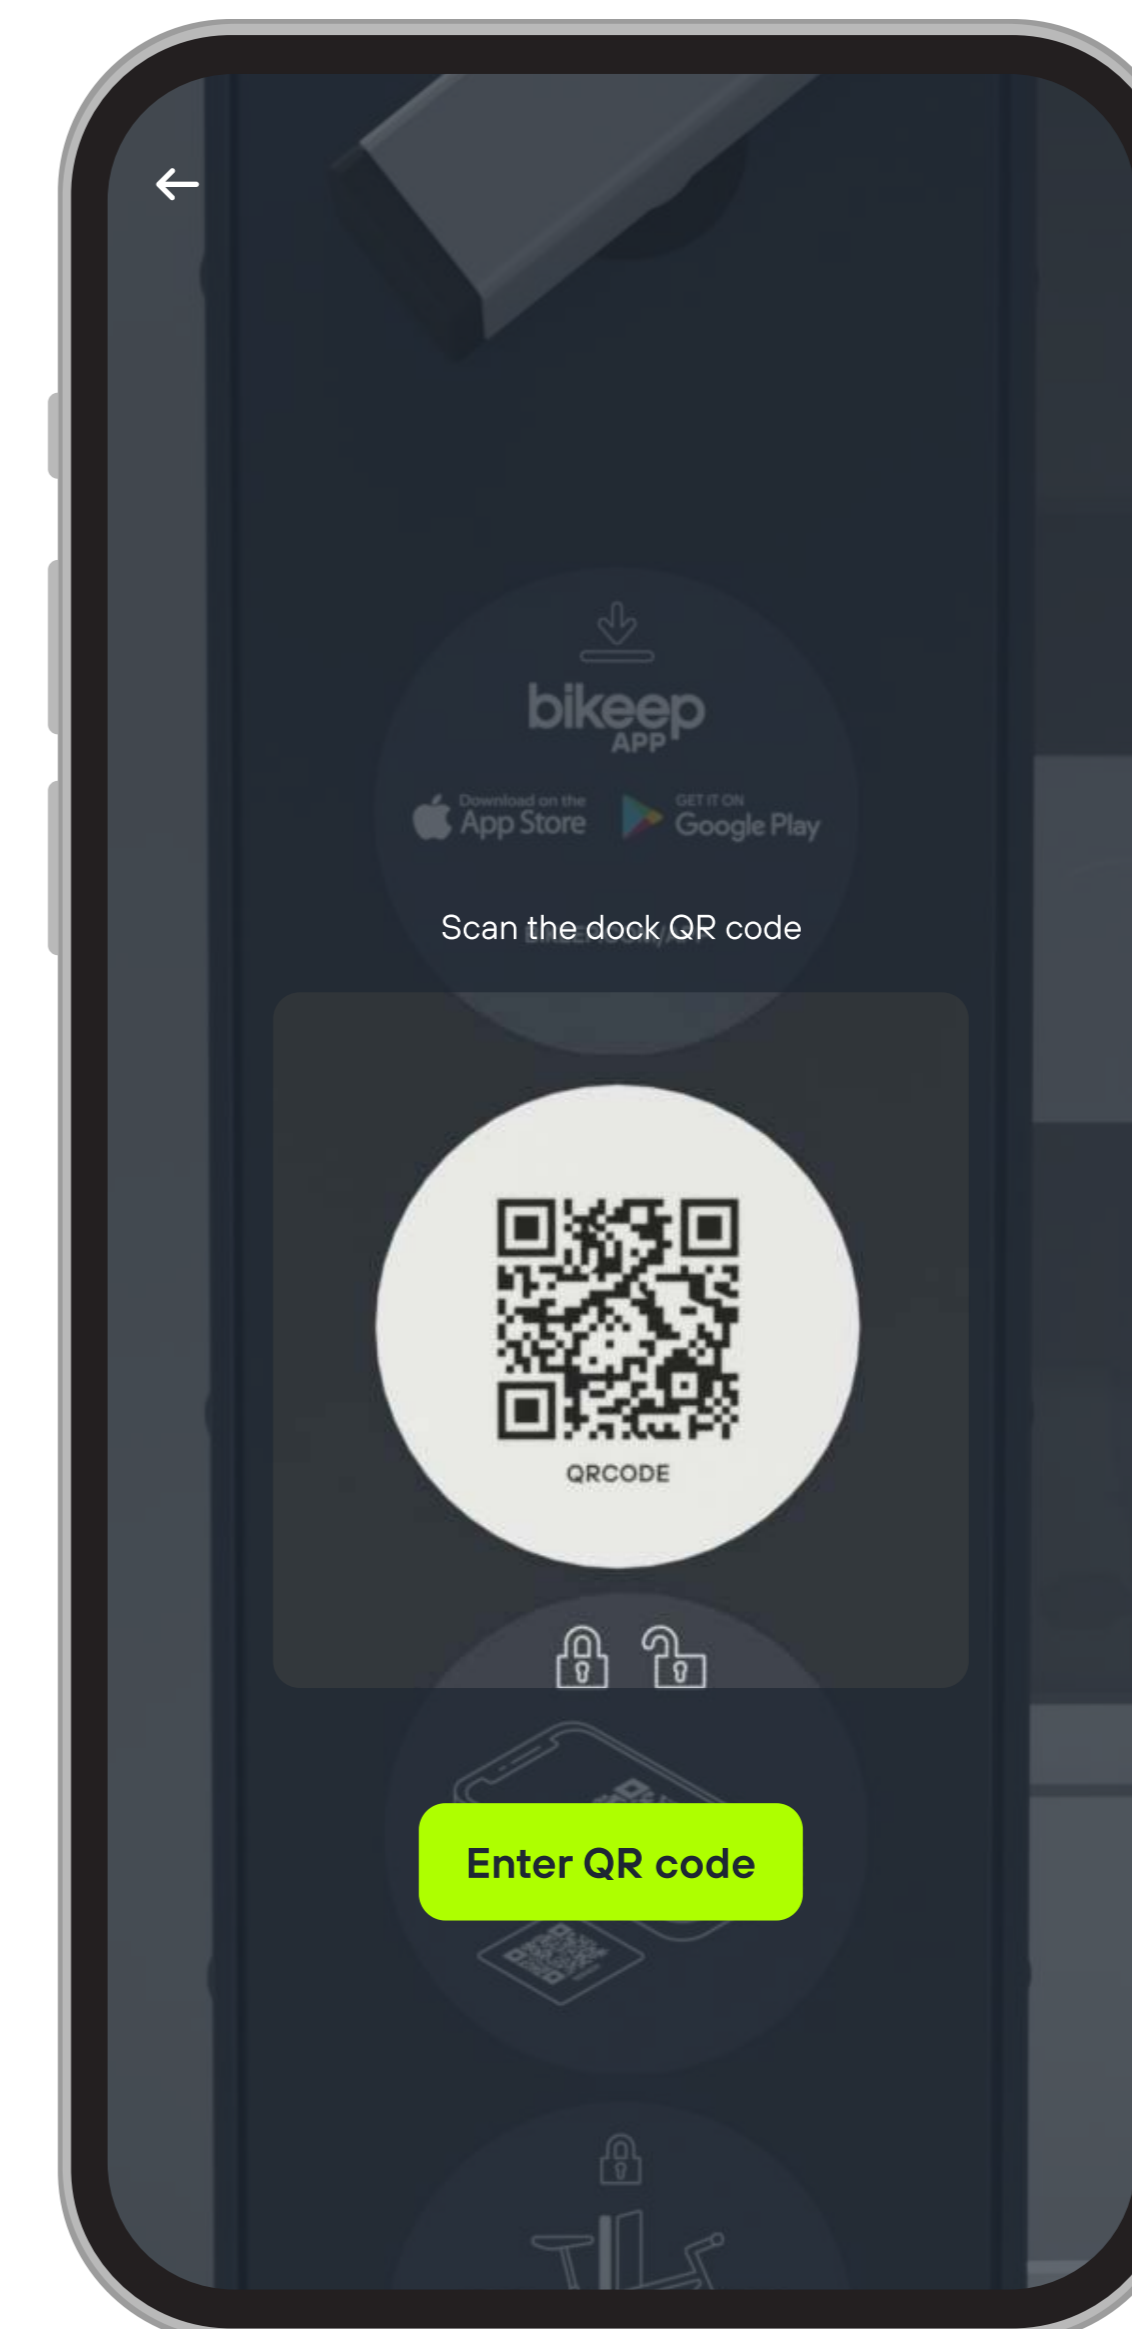 bikeep
APP
Download on the
App Store
GET IT ON
Google Play
Scan the dock QR code
QRCODE
Enter QR code